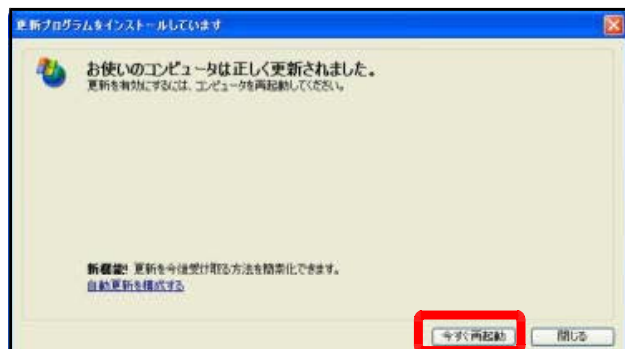 更新プログラムをインストールしています
お使いのコンピュータは正しく更新されました。
更新を有効にするには、コンピュータを再起動してください。
新機能! 更新を今後受け取る方法を簡素化できます。
自動更新を構成する
今すぐ再起動
閉じる